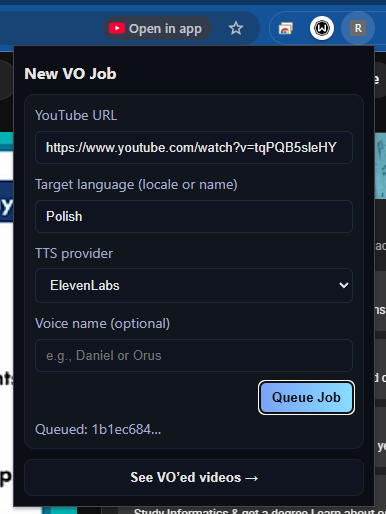 Open in app
R
New VO Job
YouTube URL
https://www.youtube.com/watch?v=tqPQB5sleHY
Target language (locale or name)
Polish
TTS provider
ElevenLabs
Voice name (optional)
e.g., Daniel or Orus
Queue Job
Queued: 1b1ec684…
See VO’ed videos →
Study Informatics & get a degree Learn about